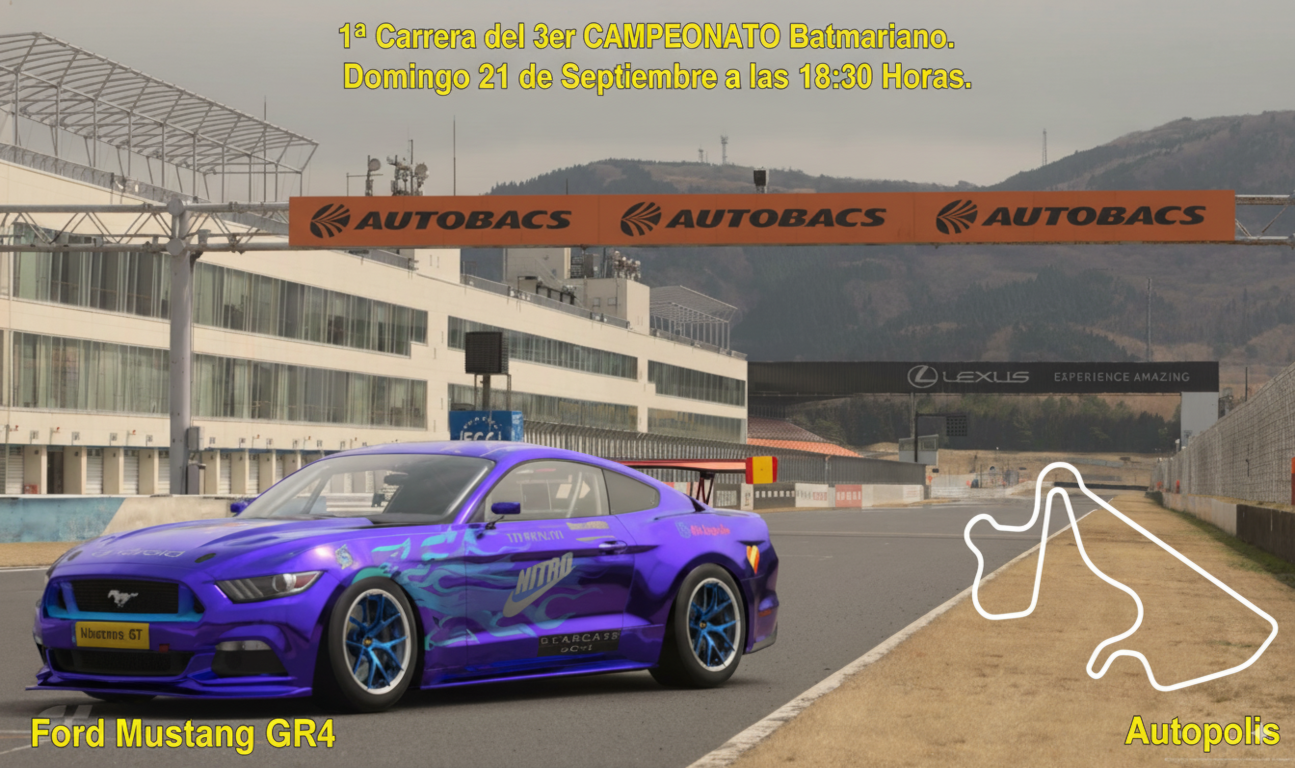 1ª Carrera del 3er CAMPEONATO Batmariano.
Domingo 21 de Septiembre a las 18:30 Horas.
AUTOBACS AUTOBACS AUTOBACS
LEXUS EXPERIENCE AMAZING
NITRO
GT
Ford Mustang GR4
Autopolis